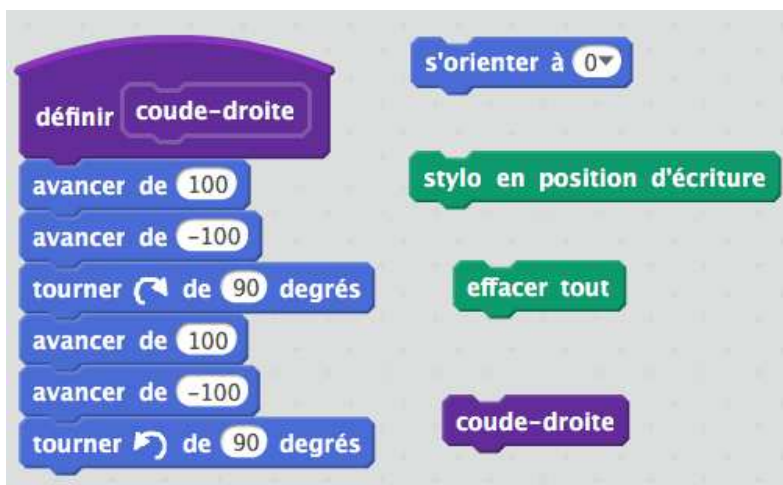 définir coude-droite
avancer de 100
avancer de -100
tourner de 90 degrés
avancer de 100
avancer de -100
tourner de 90 degrés
s'orienter à 0
stylo en position d'écriture
effacer tout
coude-droite